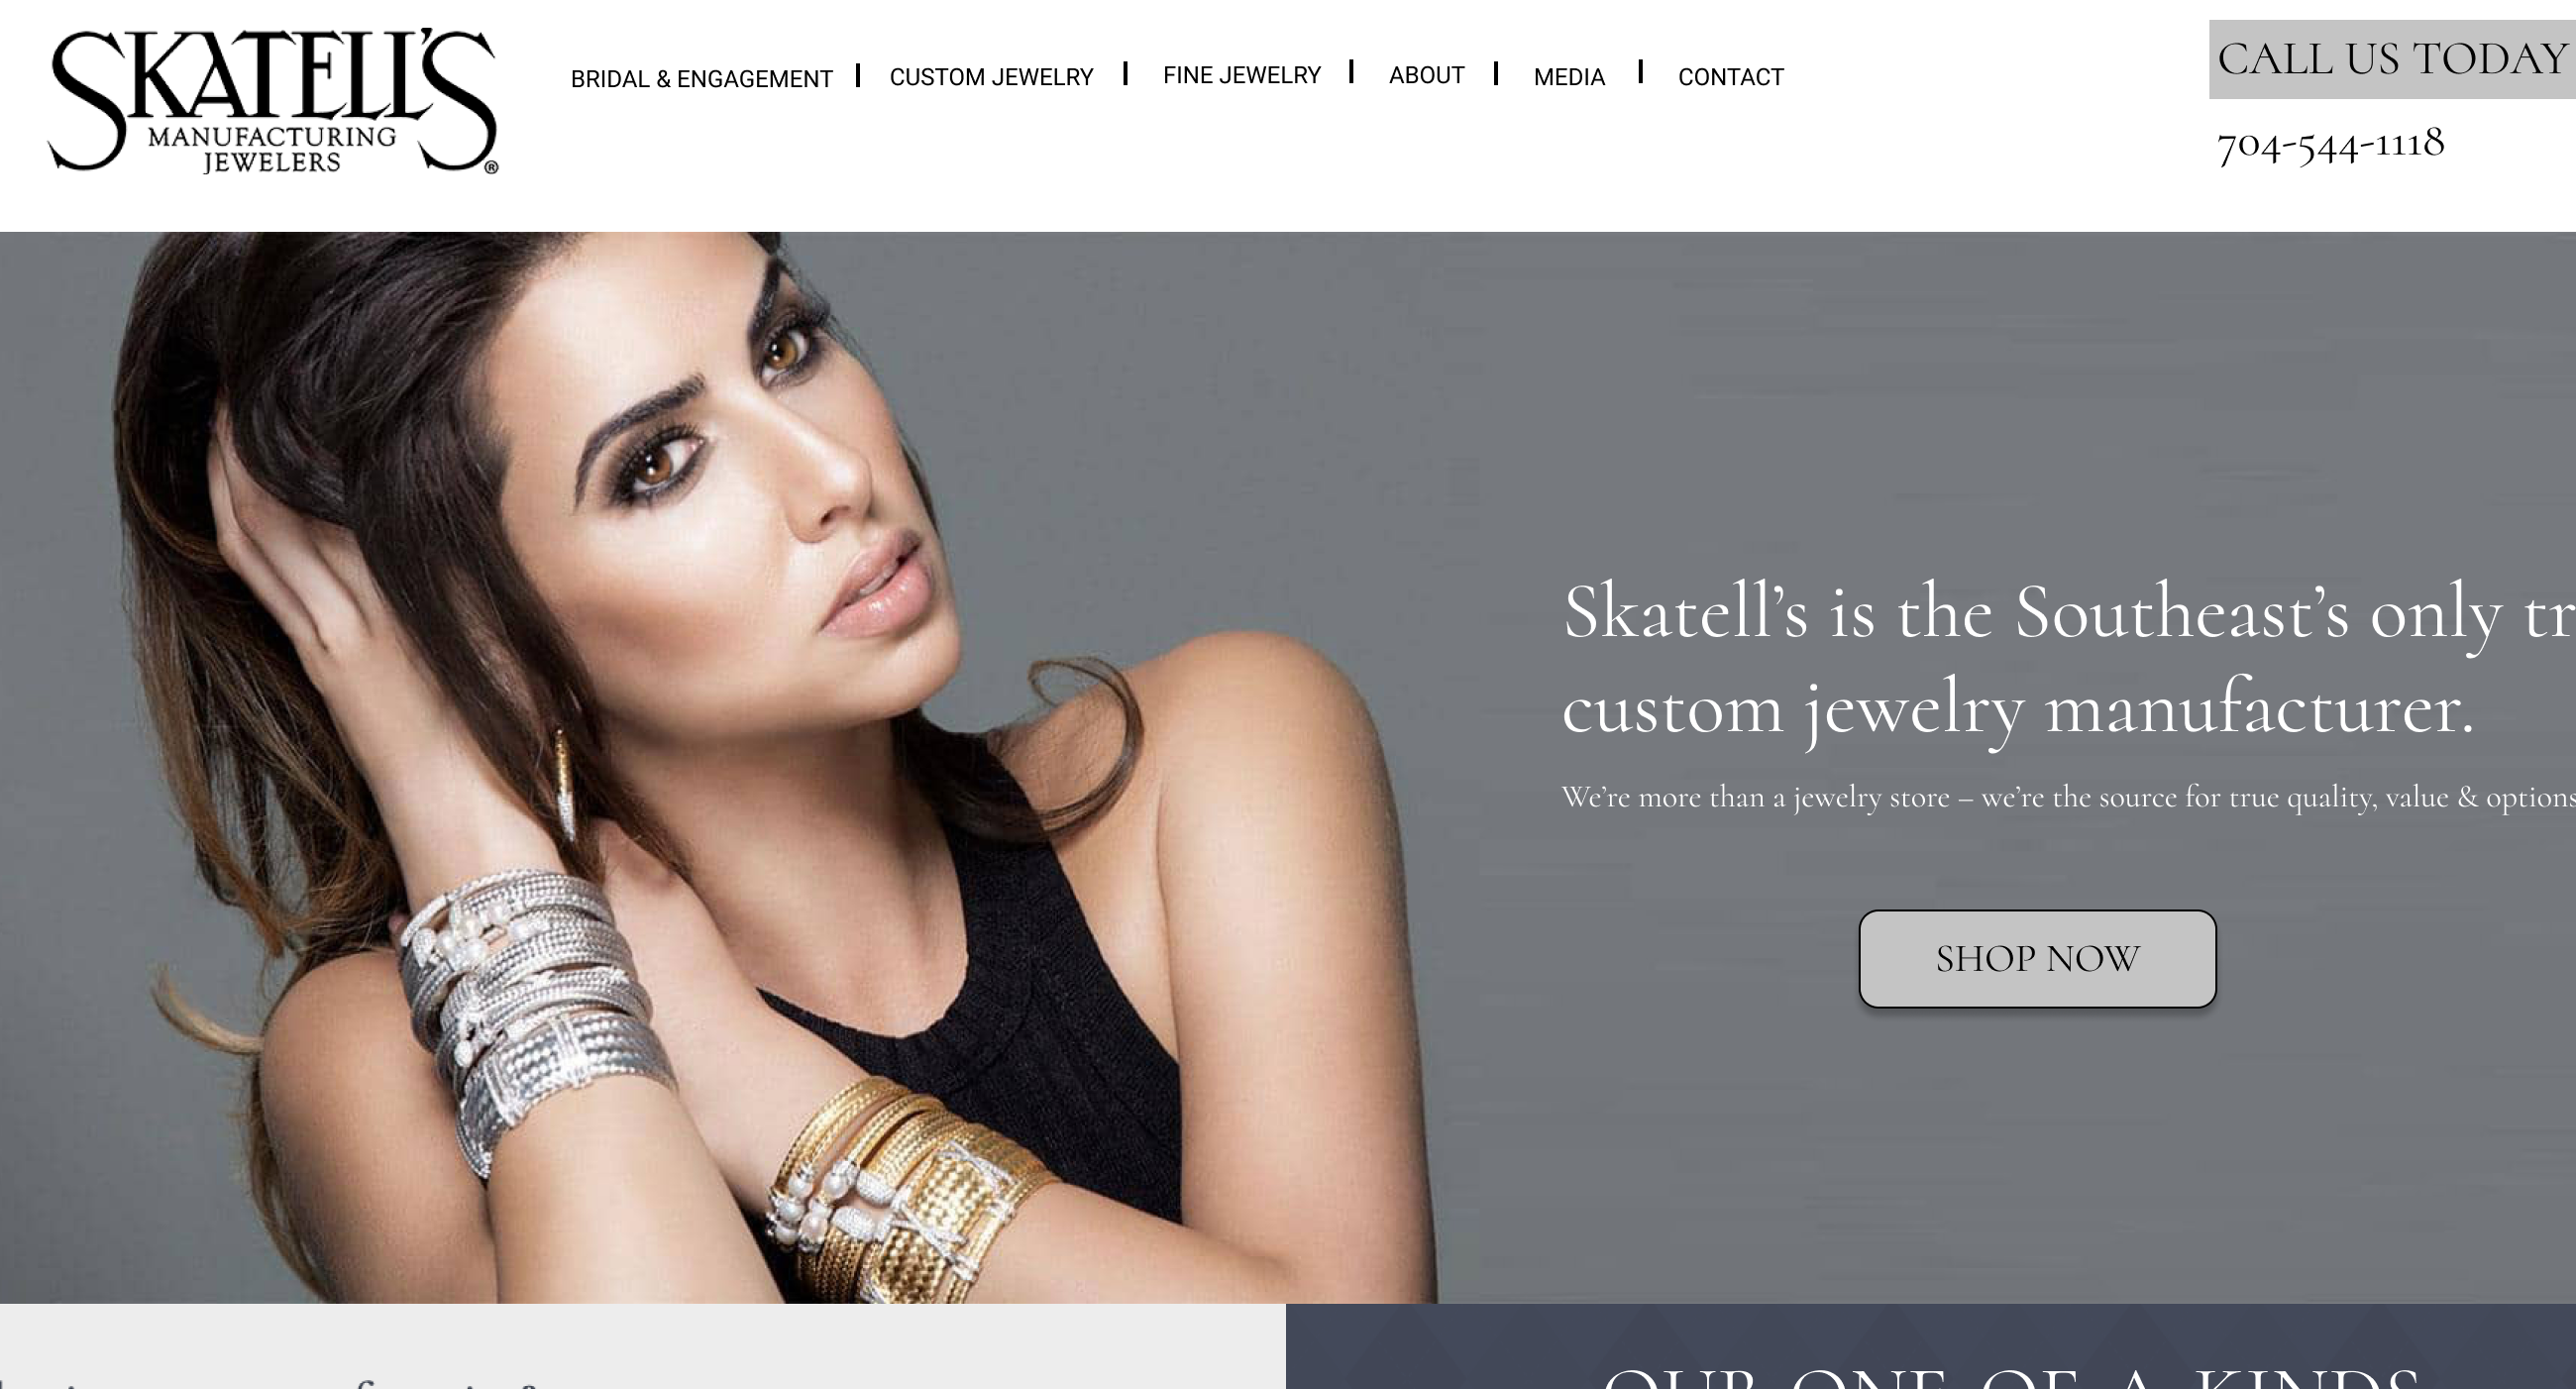 SKATELL'S
MANUFACTURING
JEWELERS
®
BRIDAL & ENGAGEMENT | CUSTOM JEWELRY | FINE JEWELRY | ABOUT | MEDIA | CONTACT
CALL US TODAY
704-544-1118
Skatell’s is the Southeast’s only tr
custom jewelry manufacturer.
We’re more than a jewelry store – we’re the source for true quality, value & options
SHOP NOW
OUR ONE OF A KINDS